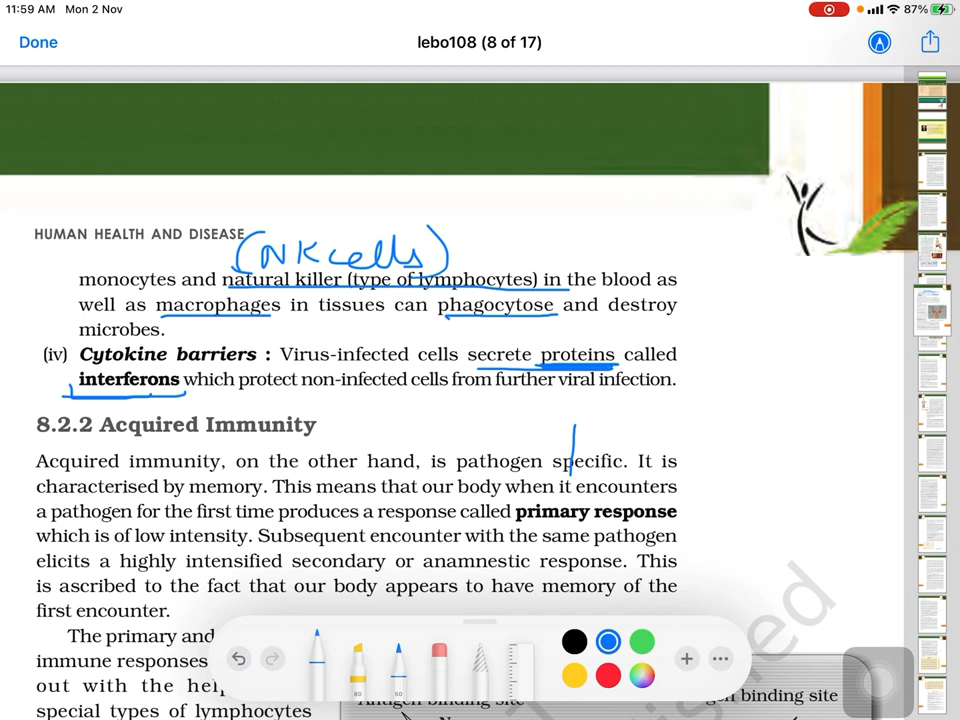 11:59 AM Mon 2 Nov
87%
Done
lebo108 (8 of 17)
HUMAN HEALTH AND DISEASE
(NK cells)
monocytes and natural killer (type of lymphocytes) in the blood as
well as macrophages in tissues can phagocytose and destroy
microbes.
(iv) Cytokine barriers : Virus-infected cells secrete proteins called
interferons which protect non-infected cells from further viral infection.
8.2.2 Acquired Immunity
Acquired immunity, on the other hand, is pathogen specific. It is
characterised by memory. This means that our body when it encounters
a pathogen for the first time produces a response called primary response
which is of low intensity. Subsequent encounter with the same pathogen
elicits a highly intensified secondary or anamnestic response. This
is ascribed to the fact that our body appears to have memory of the
first encounter.
The primary and
immune responses
out with the hel
special types of lymphocytes
80
50
binding site